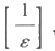 [ 1/ε ] ,